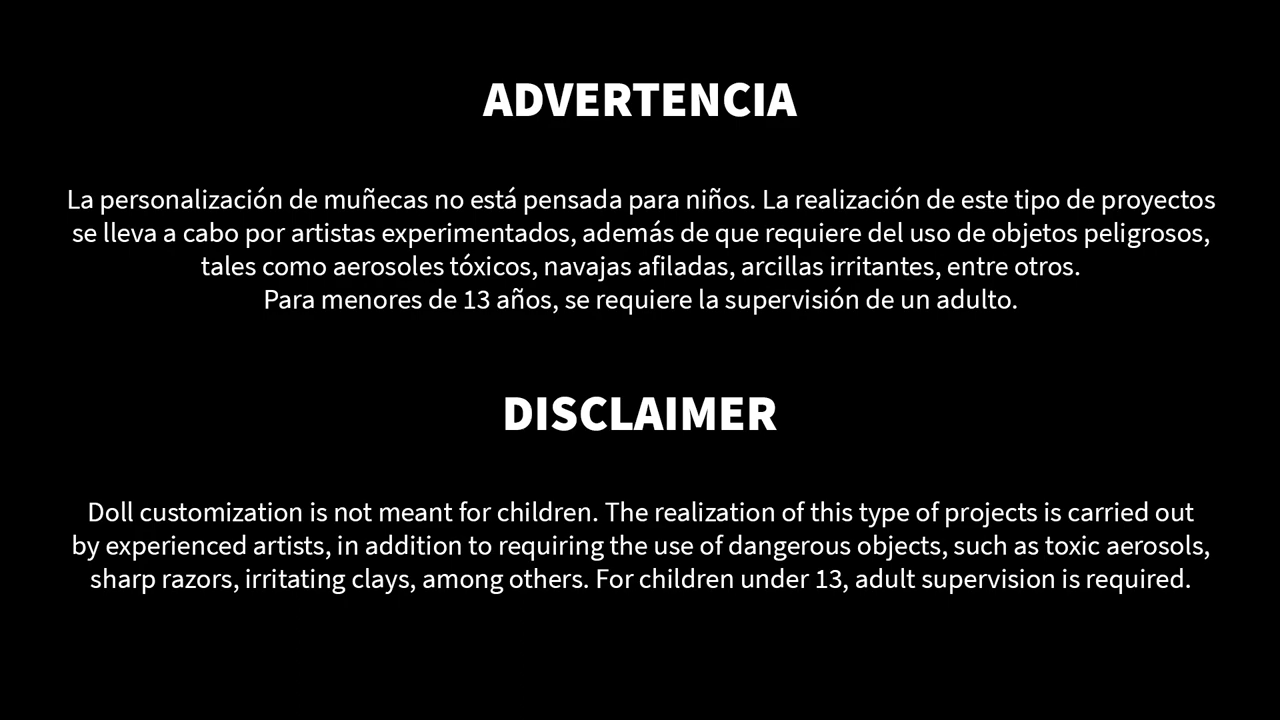 ADVERTENCIA
La personalización de muñecas no está pensada para niños. La realización de este tipo de proyectos
se lleva a cabo por artistas experimentados, además de que requiere del uso de objetos peligrosos,
tales como aerosoles tóxicos, navajas afiladas, arcillas irritantes, entre otros.
Para menores de 13 años, se requiere la supervisión de un adulto.
DISCLAIMER
Doll customization is not meant for children. The realization of this type of projects is carried out
by experienced artists, in addition to requiring the use of dangerous objects, such as toxic aerosols,
sharp razors, irritating clays, among others. For children under 13, adult supervision is required.